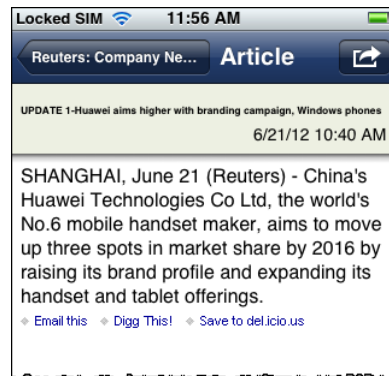 Locked SIM 11:56 AM
Reuters: Company Ne... Article
UPDATE 1-Huawei aims higher with branding campaign, Windows phones
6/21/12 10:40 AM
SHANGHAI, June 21 (Reuters) - China's
Huawei Technologies Co Ltd, the world's
No.6 mobile handset maker, aims to move
up three spots in market share by 2016 by
raising its brand profile and expanding its
handset and tablet offerings.
Email this Digg This! Save to del.icio.us